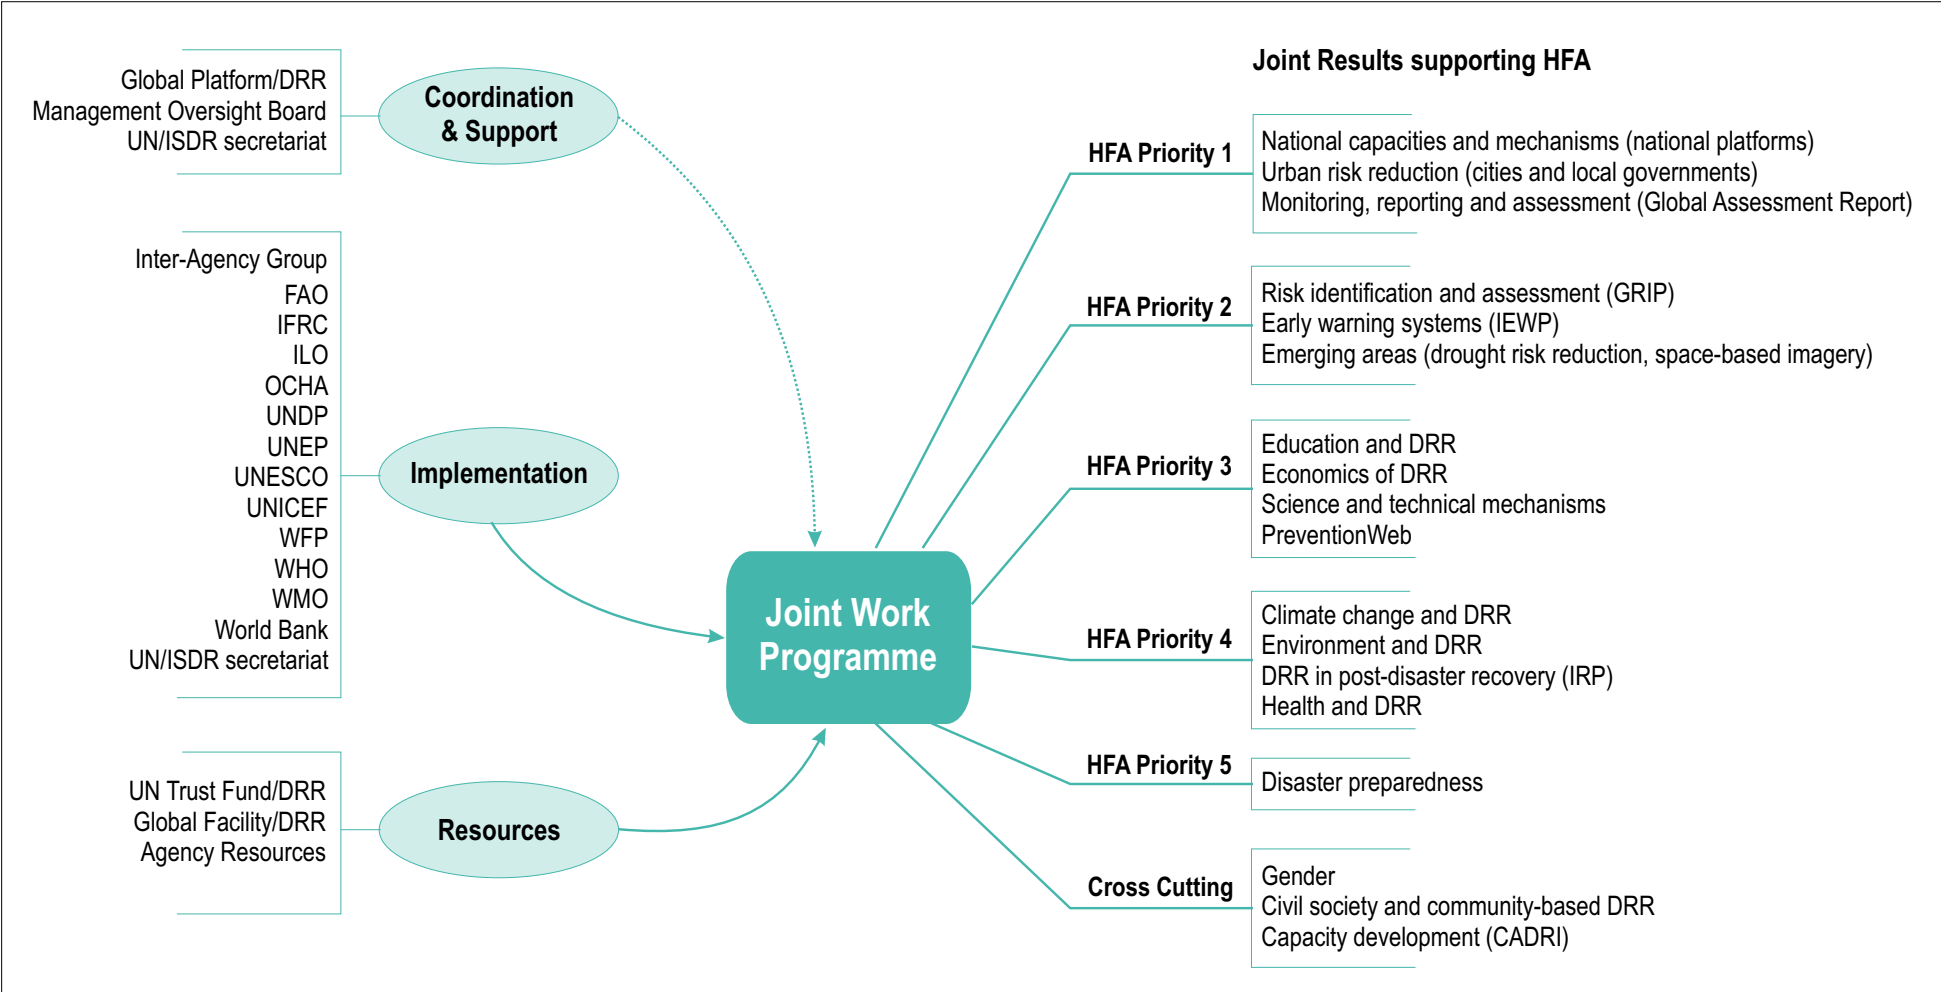 Global Platform/DRR
Management Oversight Board
UN/ISDR secretariat
Coordination
& Support
Inter-Agency Group
FAO
IFRC
ILO
OCHA
UNDP
UNEP
UNESCO
UNICEF
WFP
WHO
WMO
World Bank
UN/ISDR secretariat
Implementation
UN Trust Fund/DRR
Global Facility/DRR
Agency Resources
Resources
Joint Work
Programme
Joint Results supporting HFA
HFA Priority 1
National capacities and mechanisms (national platforms)
Urban risk reduction (cities and local governments)
Monitoring, reporting and assessment (Global Assessment Report)
HFA Priority 2
Risk identification and assessment (GRIP)
Early warning systems (IEWP)
Emerging areas (drought risk reduction, space-based imagery)
HFA Priority 3
Education and DRR
Economics of DRR
Science and technical mechanisms
PreventionWeb
HFA Priority 4
Climate change and DRR
Environment and DRR
DRR in post-disaster recovery (IRP)
Health and DRR
HFA Priority 5
Disaster preparedness
Cross Cutting
Gender
Civil society and community-based DRR
Capacity development (CADRI)